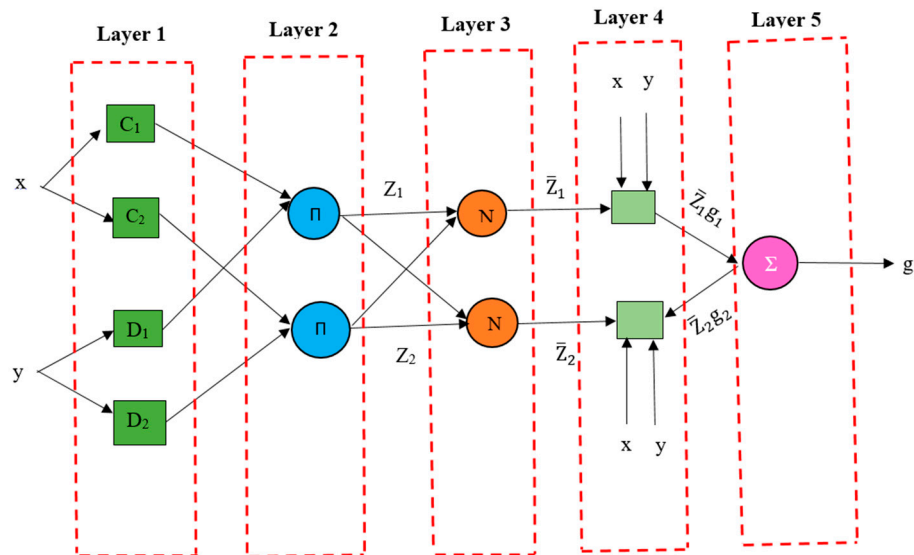 Layer 1
Layer 2
Layer 3
Layer 4
Layer 5
x y
C₁
x
C₂
Π
Z₁
N
Z̅₁
Z̅₁g₁
Σ
g
D₁
Π
Z₂
N
Z̅₂
Z̅₂g₂
y
D₂
x y